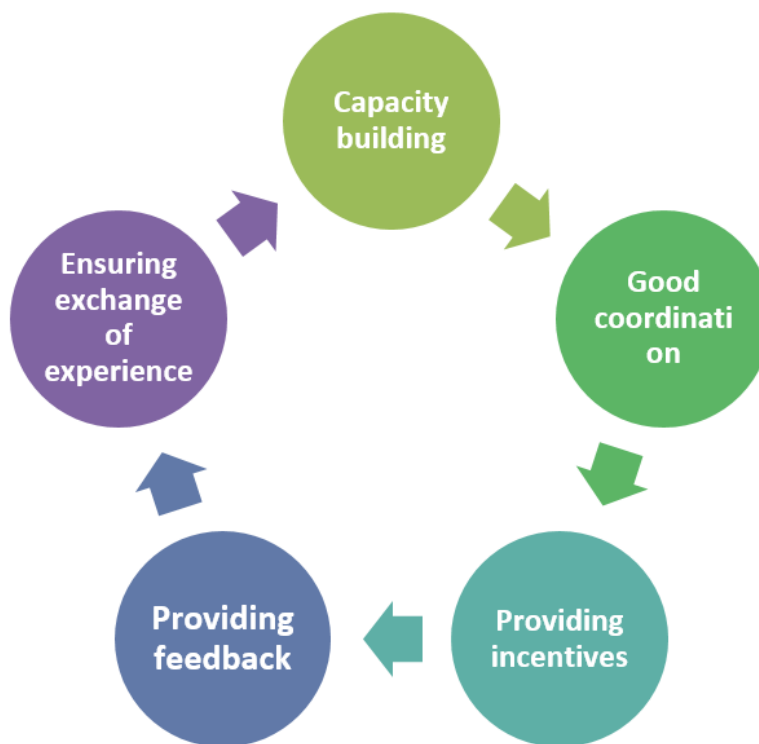 Capacity
building
Good
coordinati
on
Providing
incentives
Providing
feedback
Ensuring
exchange
of
experience